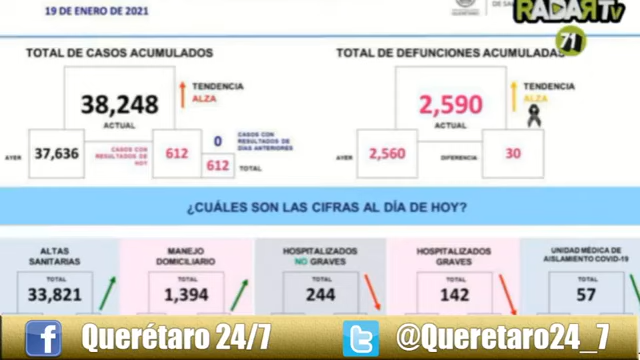 19 DE ENERO DE 2021
RADAR TV
71
TOTAL DE CASOS ACUMULADOS
TOTAL DE DEFUNCIONES ACUMULADAS
38,248
TENDENCIA
ALZA
ACTUAL
2,590
TENDENCIA
ALZA
ACTUAL
AYER
37,636
CASOS CON
RESULTADOS DE
HOY
612
0
CASOS CON
RESULTADOS DE
DÍAS ANTERIORES
612
TOTAL
AYER
2,560
DIFERENCIA
30
¿CUÁLES SON LAS CIFRAS AL DÍA DE HOY?
ALTAS
SANITARIAS
TOTAL
33,821
MANEJO
DOMICILIARIO
TOTAL
1,394
HOSPITALIZADOS
NO GRAVES
TOTAL
244
HOSPITALIZADOS
GRAVES
TOTAL
142
UNIDAD MÉDICA DE
AISLAMIENTO COVID-19
TOTAL
57
Querétaro 24/7
@Queretaro24_7